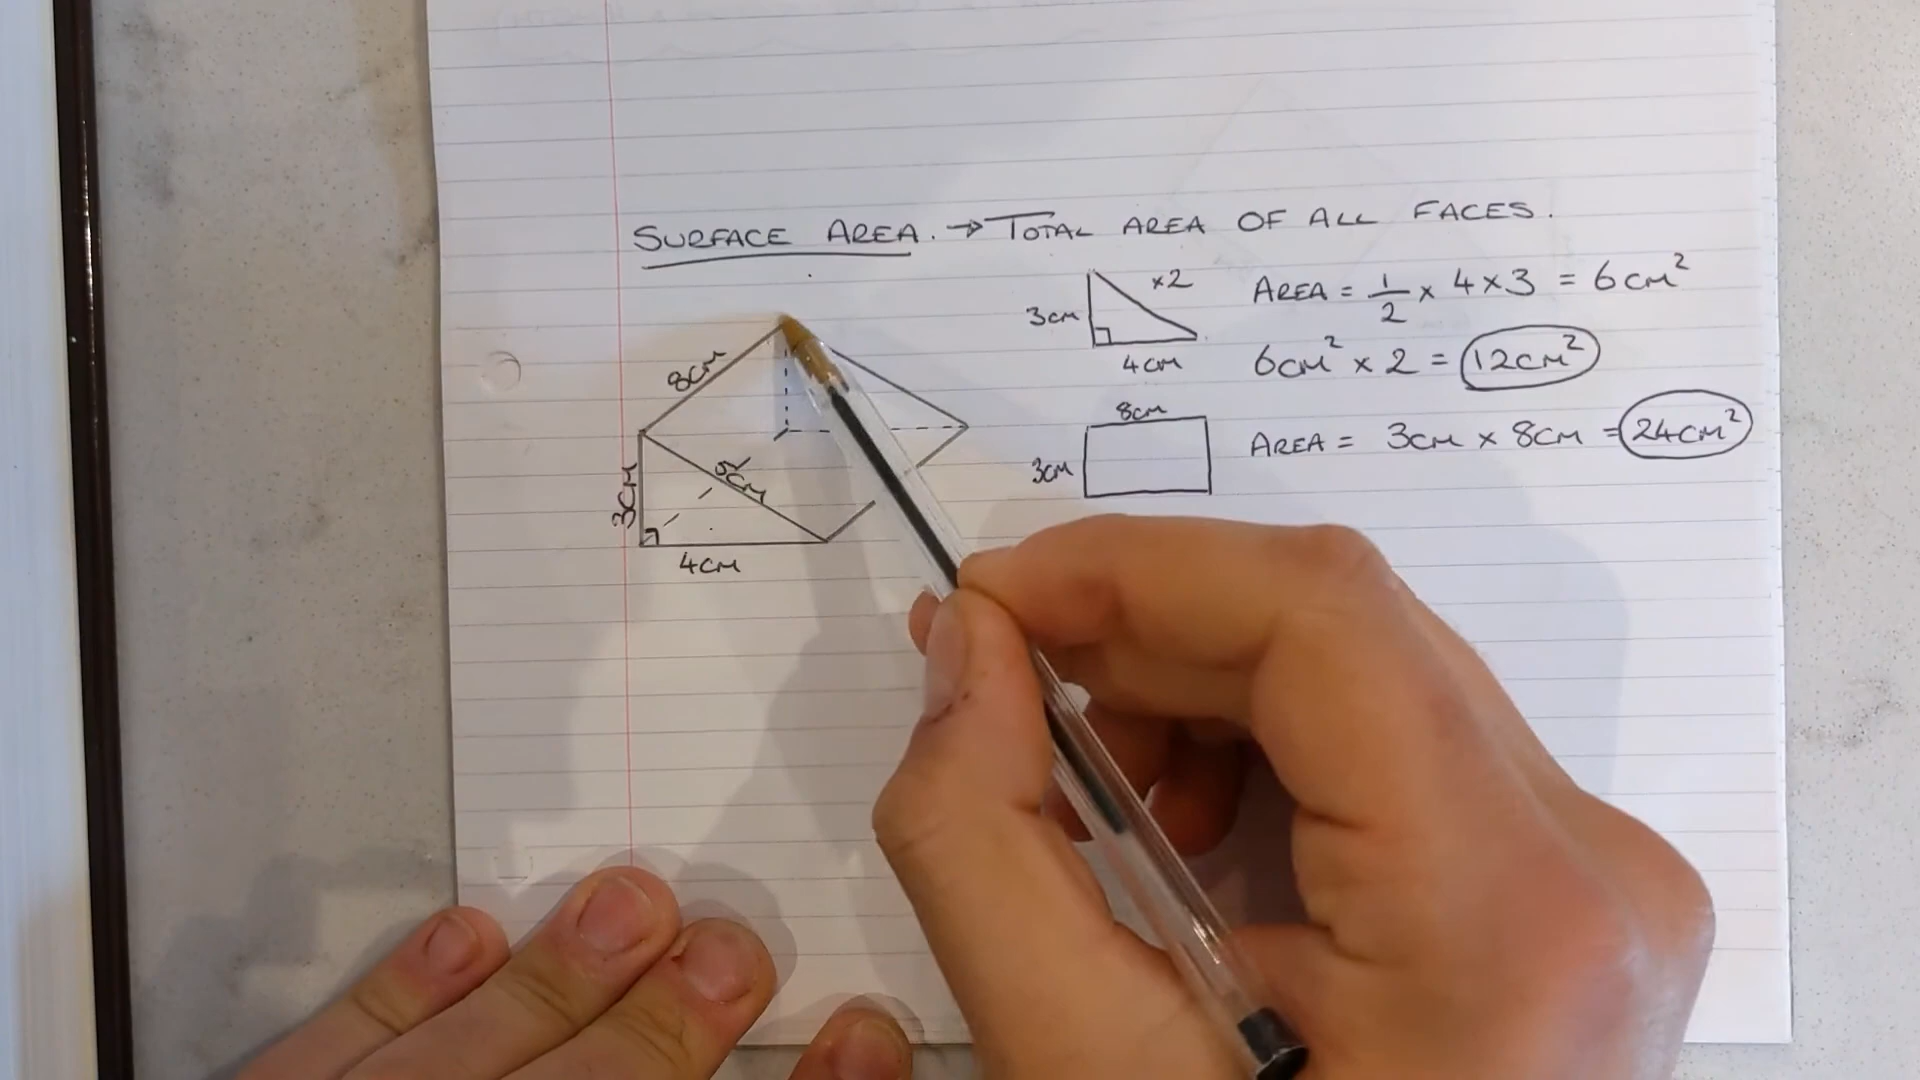 SURFACE AREA. → TOTAL AREA OF ALL FACES.
8cm
3cm
5cm
4cm
3cm
×2
4cm
AREA = 1/2 × 4×3 = 6cm²
6cm² × 2 = 12cm²
8cm
3cm
AREA = 3cm × 8cm = 24cm²